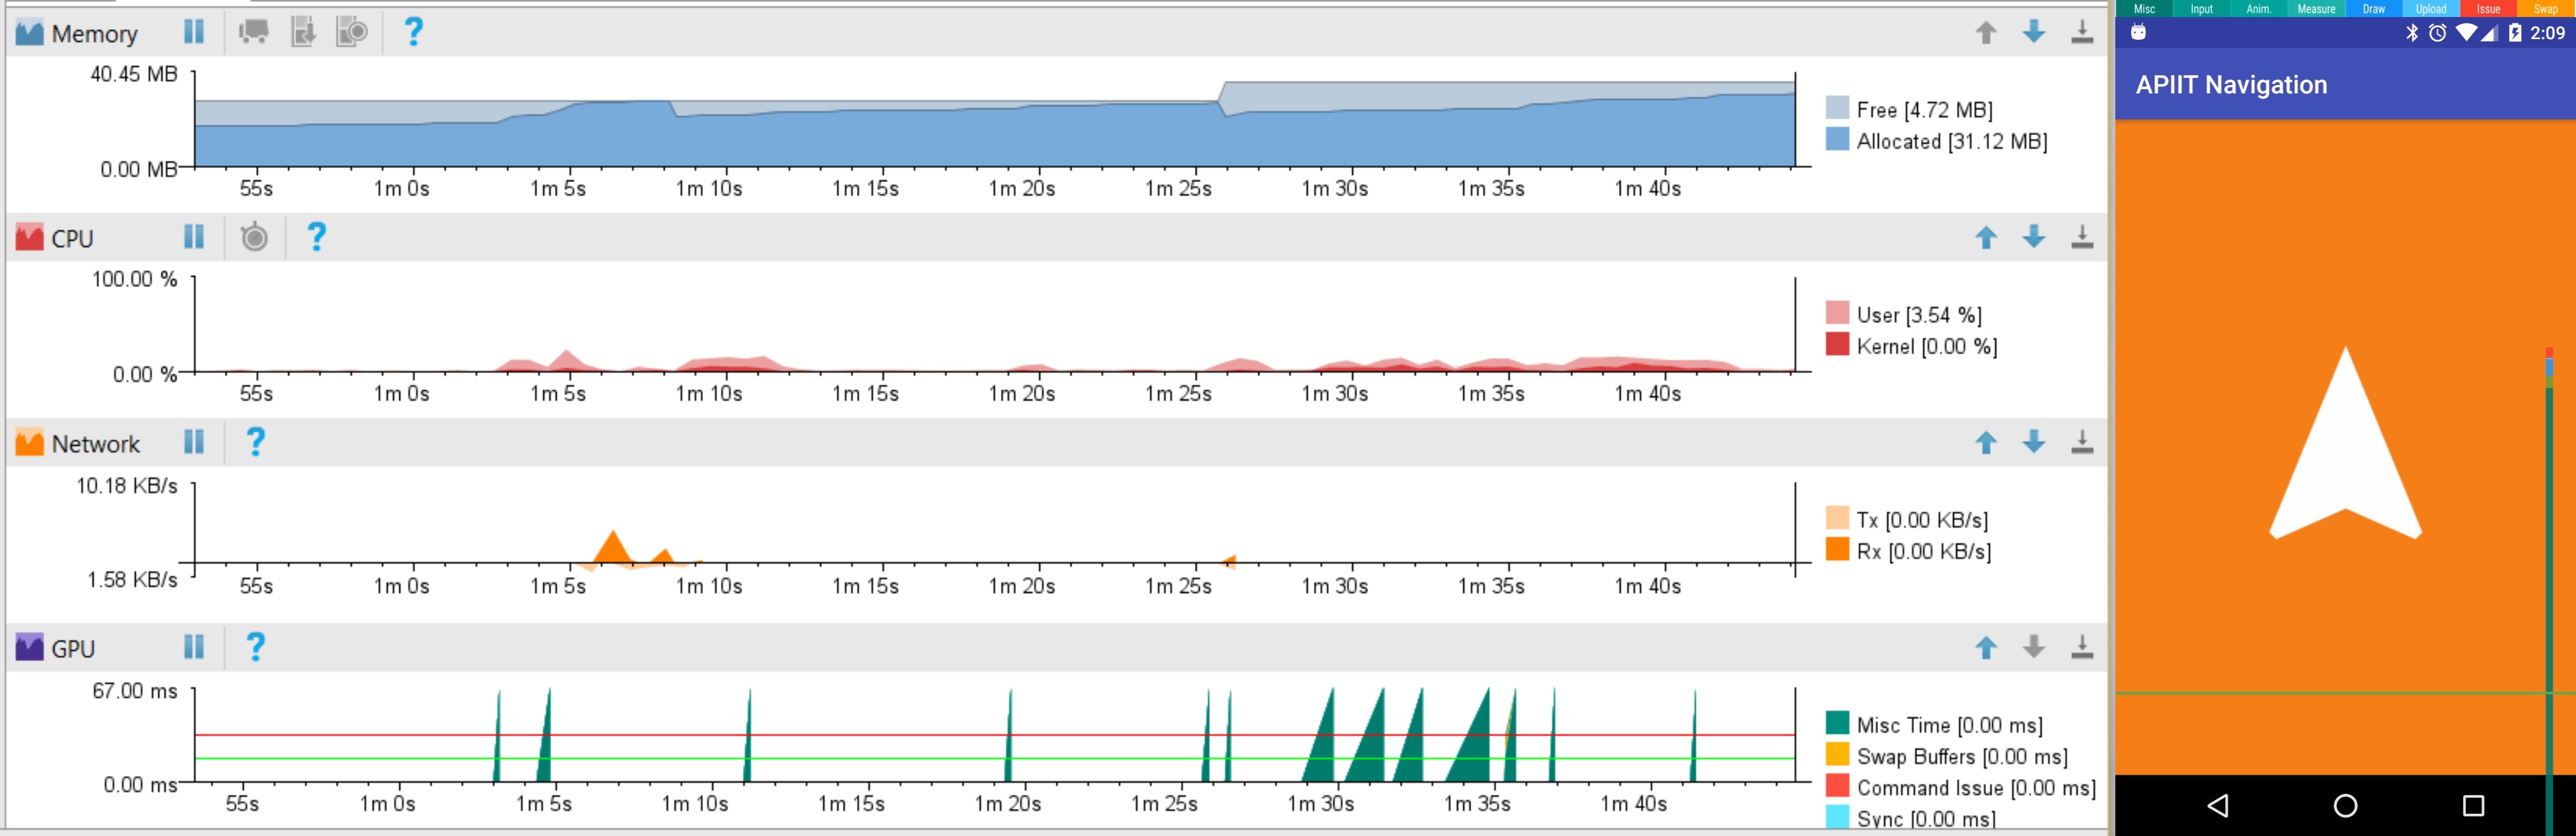 Memory
?
40.45 MB
0.00 MB
55s 1m 0s 1m 5s 1m 10s 1m 15s 1m 20s 1m 25s 1m 30s 1m 35s 1m 40s
Free [4.72 MB]
Allocated [31.12 MB]
CPU
?
100.00 %
0.00 %
55s 1m 0s 1m 5s 1m 10s 1m 15s 1m 20s 1m 25s 1m 30s 1m 35s 1m 40s
User [3.54 %]
Kernel [0.00 %]
Network
?
10.18 KB/s
1.58 KB/s
55s 1m 0s 1m 5s 1m 10s 1m 15s 1m 20s 1m 25s 1m 30s 1m 35s 1m 40s
Tx [0.00 KB/s]
Rx [0.00 KB/s]
GPU
?
67.00 ms
0.00 ms
55s 1m 0s 1m 5s 1m 10s 1m 15s 1m 20s 1m 25s 1m 30s 1m 35s 1m 40s
Misc Time [0.00 ms]
Swap Buffers [0.00 ms]
Command Issue [0.00 ms]
Sync [0.00 ms]
Misc Input Anim. Measure Draw Upload Issue Swap
2:09
APIIT Navigation